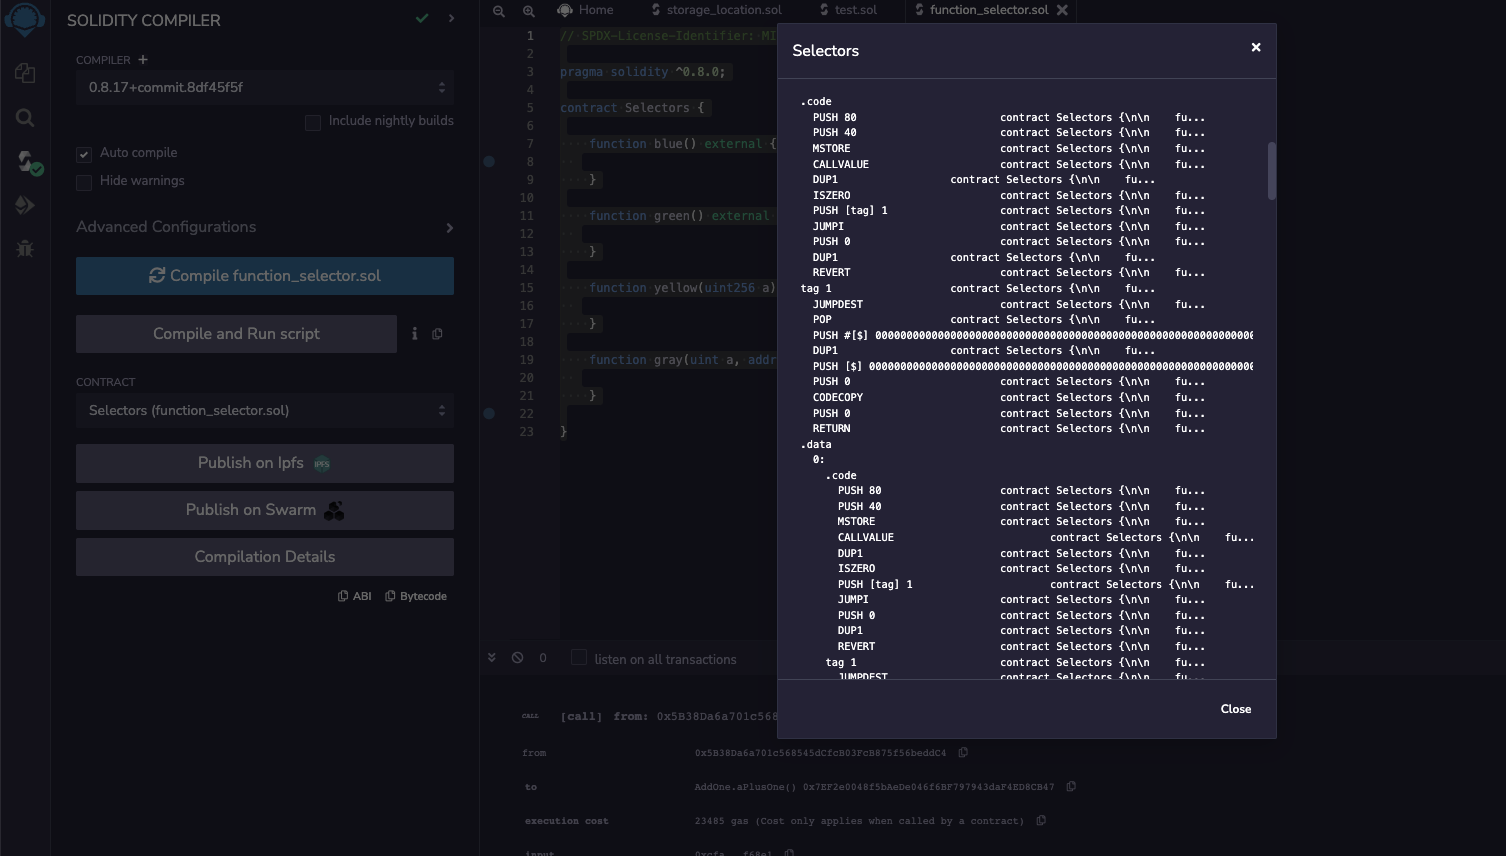 SOLIDITY COMPILER
COMPILER +
0.8.17+commit.8df45f5f
Include nightly builds
Auto compile
Hide warnings
Advanced Configurations
Compile function_selector.sol
Compile and Run script
CONTRACT
Selectors (function_selector.sol)
Publish on Ipfs IPFS
Publish on Swarm
Compilation Details
ABI Bytecode
Home storage_location.sol test.sol function_selector.sol
1 // SPDX-License-Identifier: MI
2
3 pragma solidity ^0.8.0;
4
5 contract Selectors {
6
7 function blue() external {
8
9 }
10
11 function green() external
12
13 }
14
15 function yellow(uint256 a)
16
17 }
18
19 function gray(uint a, addr
20
21 }
22
23 }
0 listen on all transactions
CALL [call] from: 0x5B38Da6a701c568
from 0x5B38Da6a701c568545dCfcB03FcB875f56beddC4
to AddOne.aPlusOne() 0x7EF2e0048f5bAeDe046f6BF797943daF4ED8CB47
execution cost 23485 gas (Cost only applies when called by a contract)
input 0xcfa...f68e1
Selectors
.code
PUSH 80 contract Selectors {\n\n fu...
PUSH 40 contract Selectors {\n\n fu...
MSTORE contract Selectors {\n\n fu...
CALLVALUE contract Selectors {\n\n fu...
DUP1 contract Selectors {\n\n fu...
ISZERO contract Selectors {\n\n fu...
PUSH [tag] 1 contract Selectors {\n\n fu...
JUMPI contract Selectors {\n\n fu...
PUSH 0 contract Selectors {\n\n fu...
DUP1 contract Selectors {\n\n fu...
REVERT contract Selectors {\n\n fu...
tag 1 contract Selectors {\n\n fu...
JUMPDEST contract Selectors {\n\n fu...
POP contract Selectors {\n\n fu...
PUSH #[$]
DUP1 contract Selectors {\n\n fu...
PUSH [$]
PUSH 0 contract Selectors {\n\n fu...
CODECOPY contract Selectors {\n\n fu...
PUSH 0 contract Selectors {\n\n fu...
RETURN contract Selectors {\n\n fu...
.data
0:
.code
PUSH 80 contract Selectors {\n\n fu...
PUSH 40 contract Selectors {\n\n fu...
MSTORE contract Selectors {\n\n fu...
CALLVALUE contract Selectors {\n\n fu...
DUP1 contract Selectors {\n\n fu...
ISZERO contract Selectors {\n\n fu...
PUSH [tag] 1 contract Selectors {\n\n fu...
JUMPI contract Selectors {\n\n fu...
PUSH 0 contract Selectors {\n\n fu...
DUP1 contract Selectors {\n\n fu...
REVERT contract Selectors {\n\n fu...
tag 1 contract Selectors {\n\n fu...
JUMPDEST contract Selectors {\n\n fu...
Close